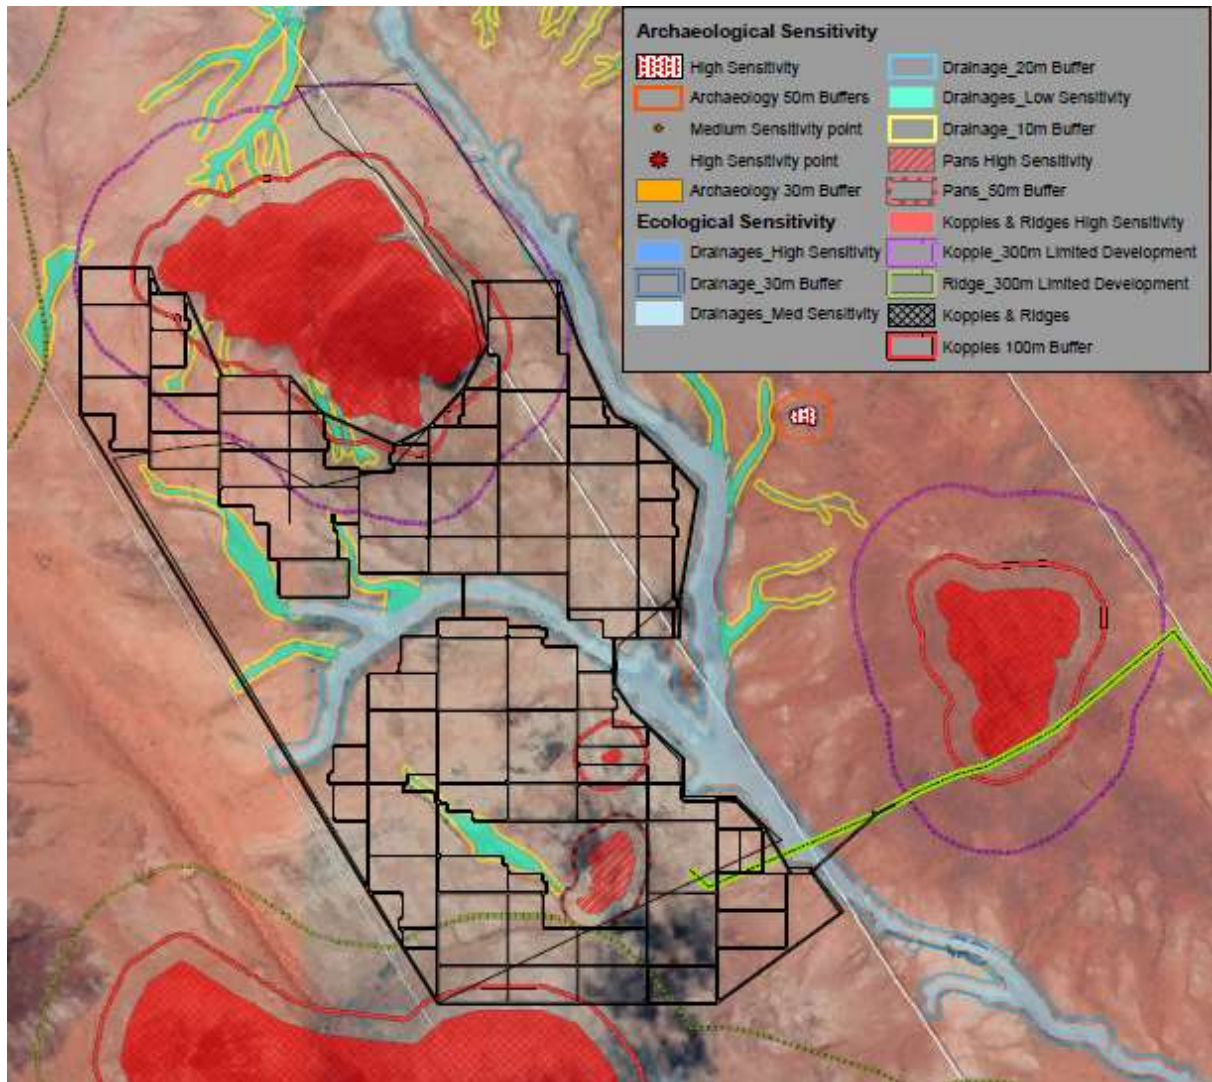 Archaeological Sensitivity
High Sensitivity
Archaeology 50m Buffers
Medium Sensitivity point
High Sensitivity point
Archaeology 30m Buffer
Ecological Sensitivity
Drainages_High Sensitivity
Drainage_30m Buffer
Drainages_Med Sensitivity
Drainage_20m Buffer
Drainages_Low Sensitivity
Drainage_10m Buffer
Pans High Sensitivity
Pans_50m Buffer
Kopples & Ridges High Sensitivity
Kopple_300m Limited Development
Ridge_300m Limited Development
Kopples & Ridges
Kopples 100m Buffer